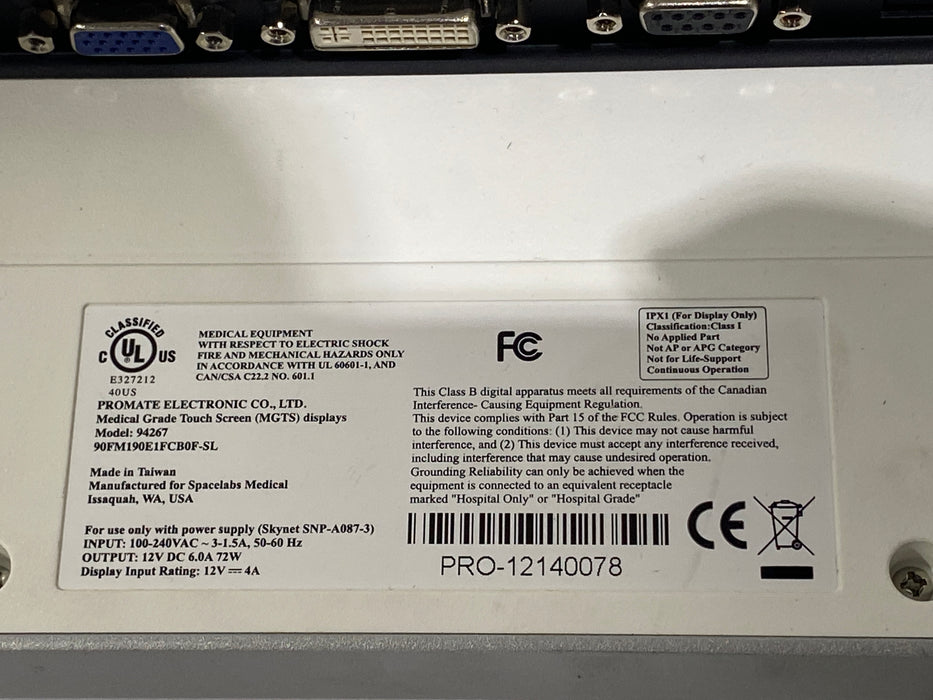 CLASSIFIED
C UL US
®
E327212
40US
MEDICAL EQUIPMENT
WITH RESPECT TO ELECTRIC SHOCK
FIRE AND MECHANICAL HAZARDS ONLY
IN ACCORDANCE WITH UL 60601-1, AND
CAN/CSA C22.2 NO. 601.1
PROMATE ELECTRONIC CO., LTD.
Medical Grade Touch Screen (MGTS) displays
Model: 94267
90FM190E1FCB0F-SL
Made in Taiwan
Manufactured for Spacelabs Medical
Issaquah, WA, USA
For use only with power supply (Skynet SNP-A087-3)
INPUT: 100-240VAC ~ 3-1.5A, 50-60 Hz
OUTPUT: 12V DC 6.0A 72W
Display Input Rating: 12V ⎓ 4A
FC
IPX1 (For Display Only)
Classification:Class I
No Applied Part
Not AP or APG Category
Not for Life-Support
Continuous Operation
This Class B digital apparatus meets all requirements of the Canadian
Interference- Causing Equipment Regulation.
This device complies with Part 15 of the FCC Rules. Operation is subject
to the following conditions: (1) This device may not cause harmful
interference, and (2) This device must accept any interference received,
including interference that may cause undesired operation.
Grounding Reliability can only be achieved when the
equipment is connected to an equivalent receptacle
marked "Hospital Only" or "Hospital Grade"
CE
PRO-12140078